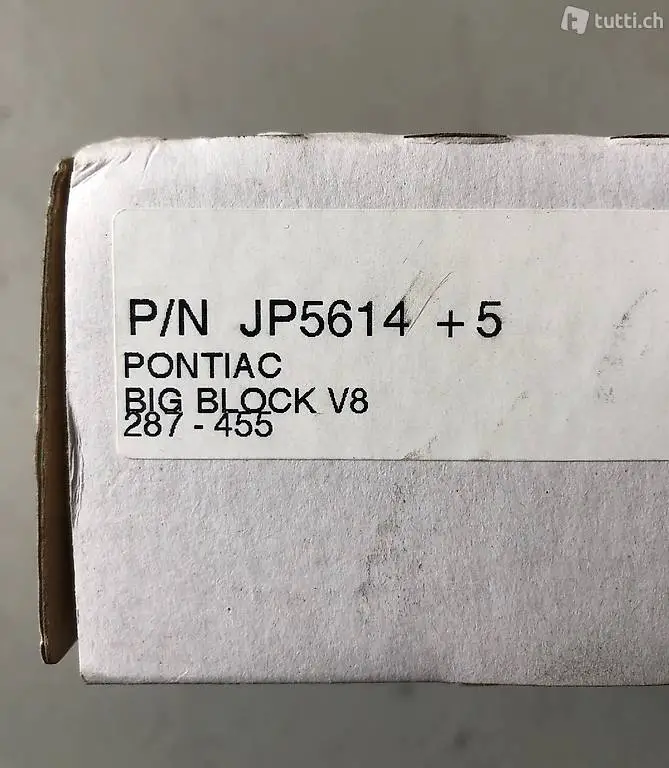 tutti.ch
P/N JP5614 +5
PONTIAC
BIG BLOCK V8
287 - 455